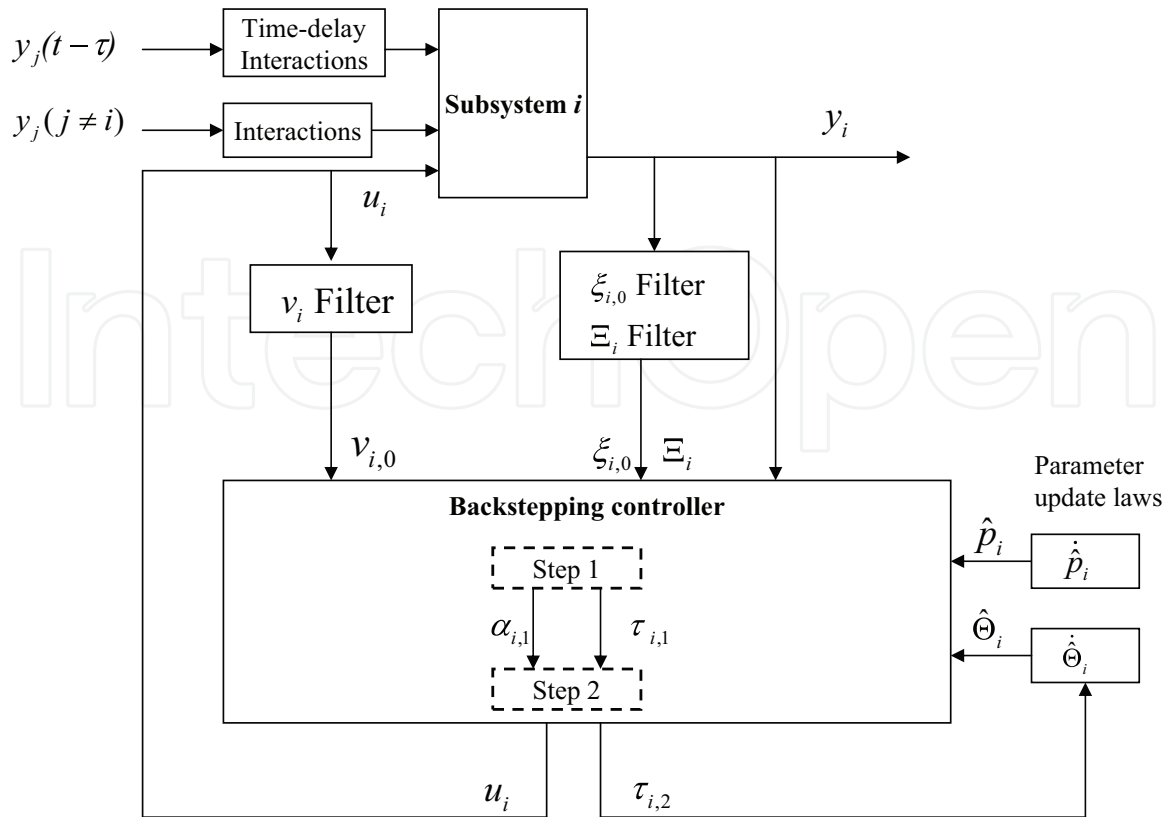 y_j(t − τ)
Time-delay
Interactions
Subsystem i
y_j(j ≠ i)
Interactions
y_i
u_i
v_i Filter
ξ_{i,0} Filter
Ξ_i Filter
IntechOpen
v_{i,0}
ξ_{i,0} Ξ_i
Parameter
update laws
Backstepping controller
p̂_i
p̂̇_i
Step 1
α_{i,1} τ_{i,1}
Θ̂_i
Θ̂̇_i
Step 2
u_i
τ_{i,2}